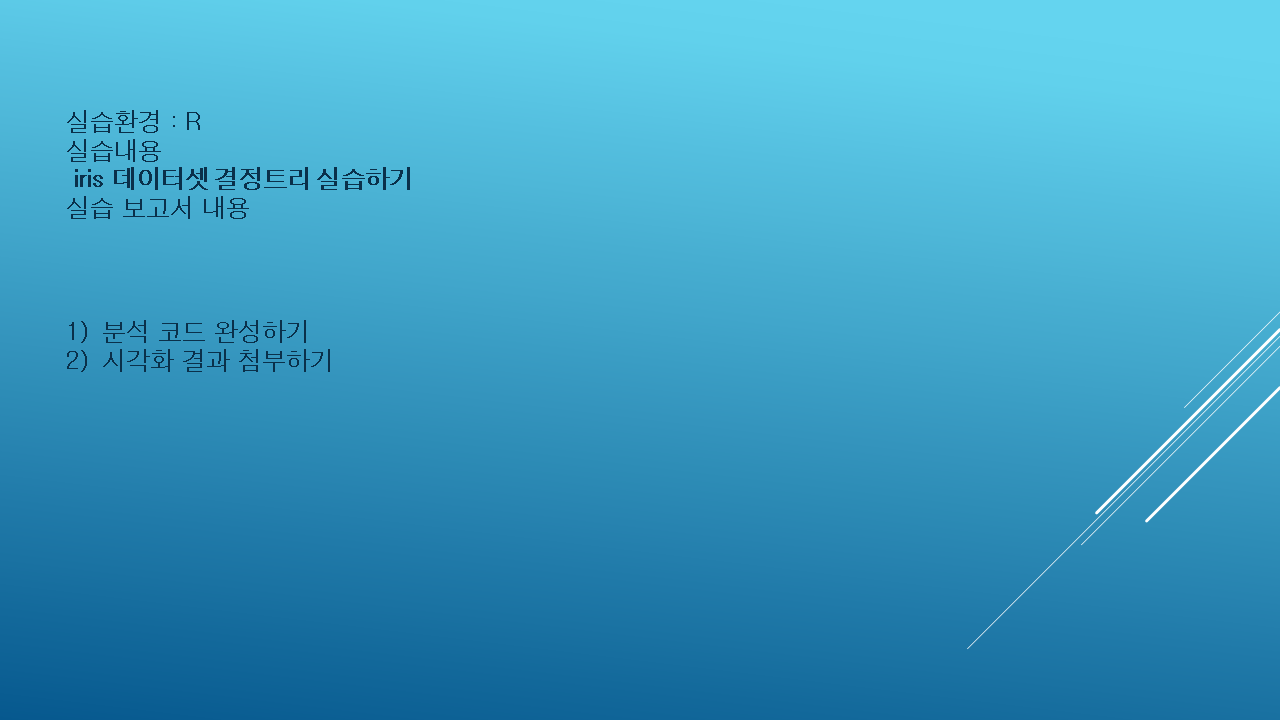 실습환경 : R
실습내용
iris 데이터셋 결정트리 실습하기
실습 보고서 내용
1) 분석 코드 완성하기
2) 시각화 결과 첨부하기